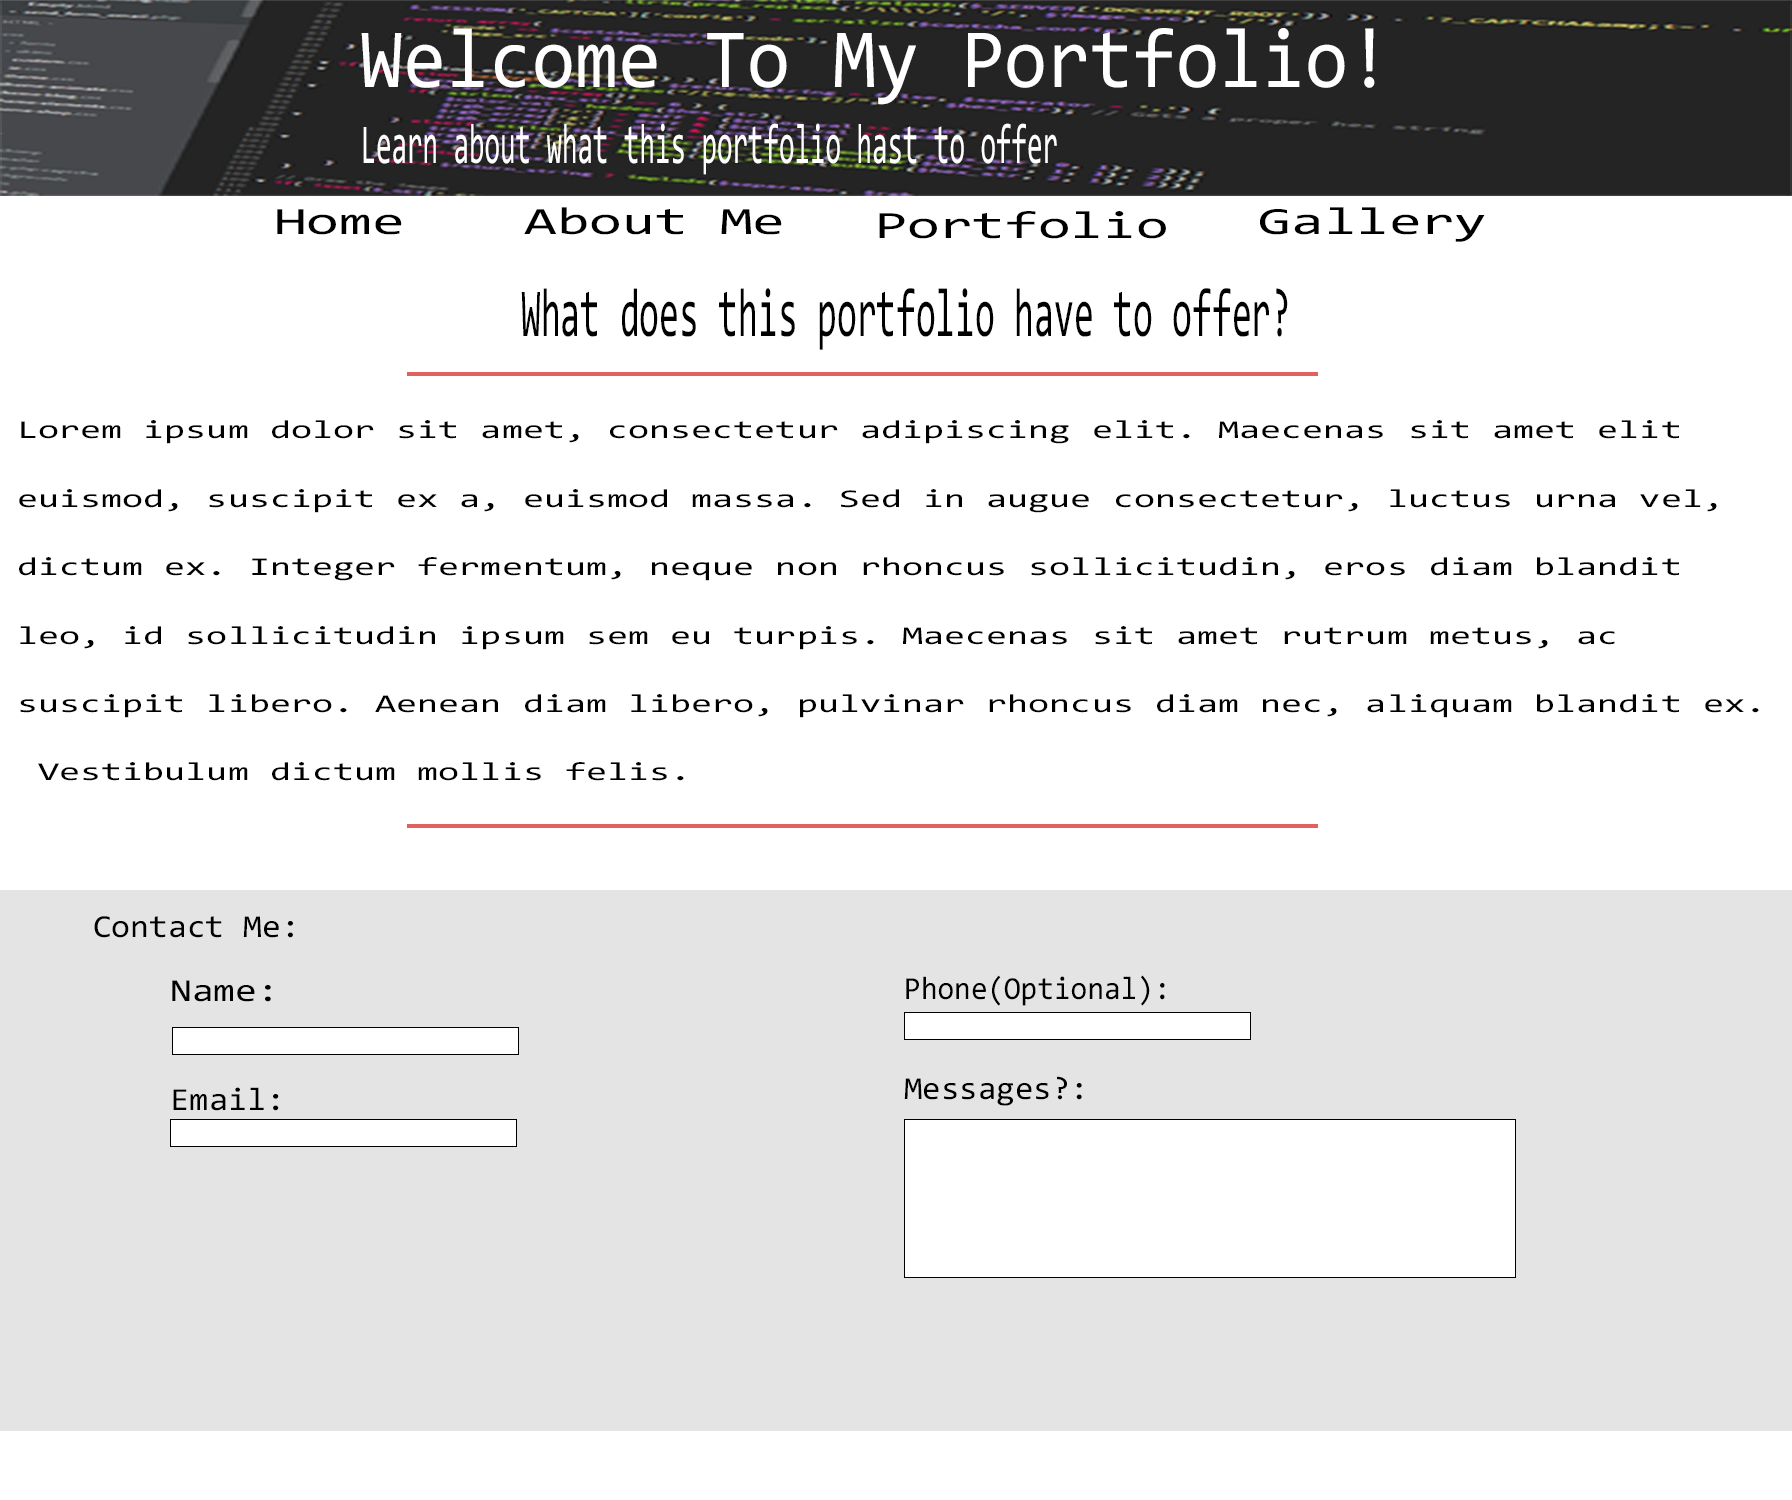 Welcome To My Portfolio!
Learn about what this portfolio hast to offer
Home About Me Portfolio Gallery
What does this portfolio have to offer?
Lorem ipsum dolor sit amet, consectetur adipiscing elit. Maecenas sit amet elit
euismod, suscipit ex a, euismod massa. Sed in augue consectetur, luctus urna vel,
dictum ex. Integer fermentum, neque non rhoncus sollicitudin, eros diam blandit
leo, id sollicitudin ipsum sem eu turpis. Maecenas sit amet rutrum metus, ac
suscipit libero. Aenean diam libero, pulvinar rhoncus diam nec, aliquam blandit ex.
Vestibulum dictum mollis felis.
Contact Me:
Name:
Phone(Optional):
Email:
Messages?: